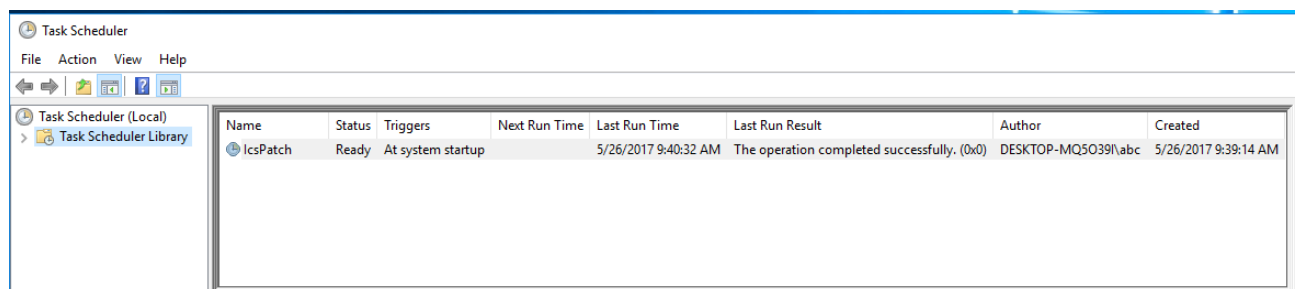 Task Scheduler
File Action View Help
Task Scheduler (Local)
Task Scheduler Library
Name Status Triggers Next Run Time Last Run Time Last Run Result Author Created
IcsPatch Ready At system startup 5/26/2017 9:40:32 AM The operation completed successfully. (0x0) DESKTOP-MQ5O39I\abc 5/26/2017 9:39:14 AM